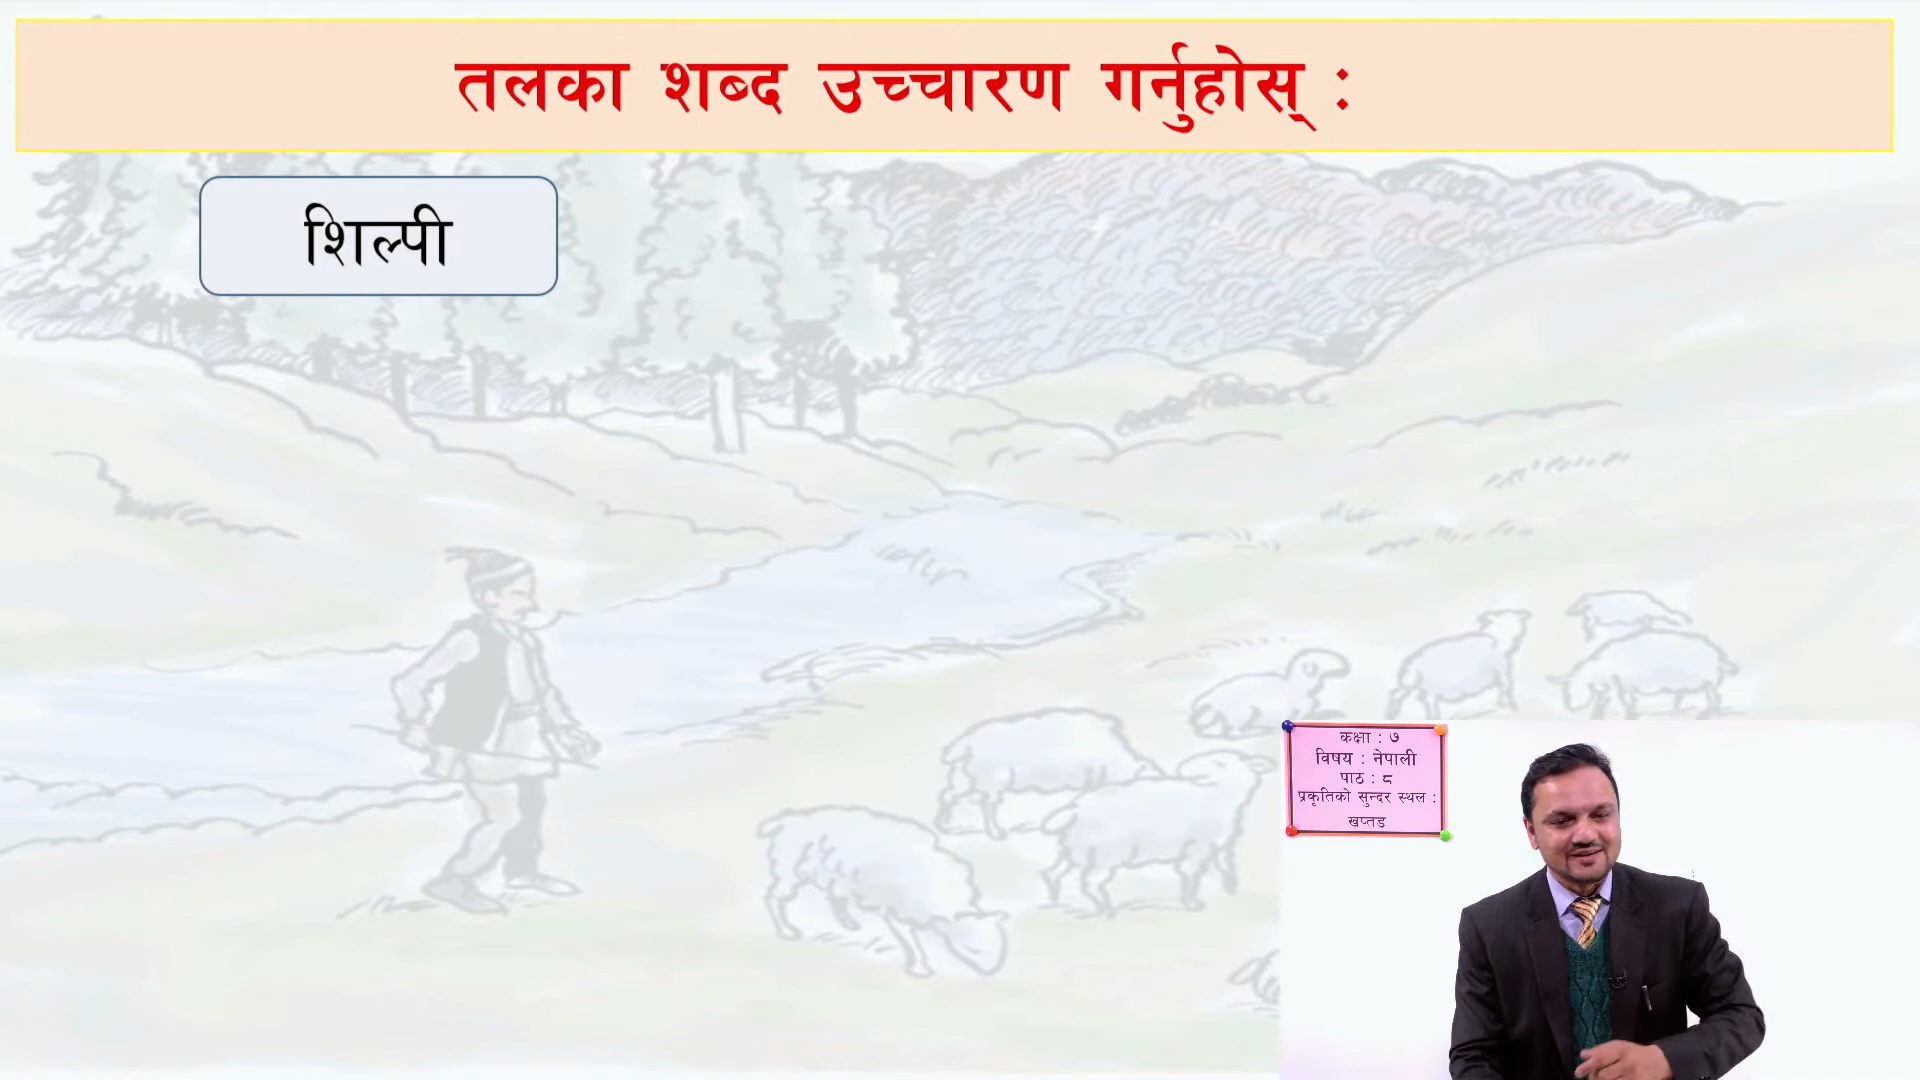 तलका शब्द उच्चारण गर्नुहोस् :
शिल्पी
कक्षा : ७
विषय : नेपाली
पाठ : ८
प्रकृतिको सुन्दर स्थल :
खप्तड